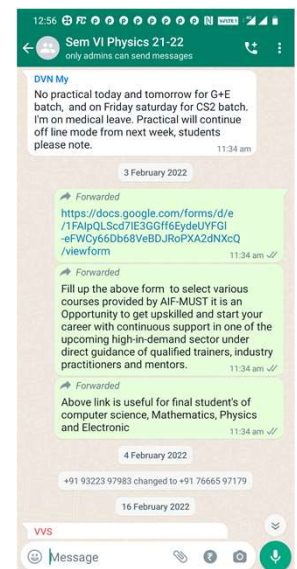 12:56
Sem VI Physics 21-22
only admins can send messages
DVN My
No practical today and tomorrow for G+E
batch, and on Friday saturday for CS2 batch.
I'm on medical leave. Practical will continue
off line mode from next week, students
please note.
11:34 am
3 February 2022
Forwarded
https://docs.google.com/forms/d/e
/1FAIpQLScd7IE3GGff6EydeUYFGI
-eFWCy66Db68VeBDJRoPXA2dNXcQ
/viewform
11:34 am
Forwarded
Fill up the above form to select various
courses provided by AIF-MUST it is an
Opportunity to get upskilled and start your
career with continuous support in one of the
upcoming high-in-demand sector under
direct guidance of qualified trainers, industry
practitioners and mentors.
11:34 am
Forwarded
Above link is useful for final student's of
computer science, Mathematics, Physics
and Electronic
11:34 am
4 February 2022
+91 93223 97983 changed to +91 76665 97179
16 February 2022
VVS
Message